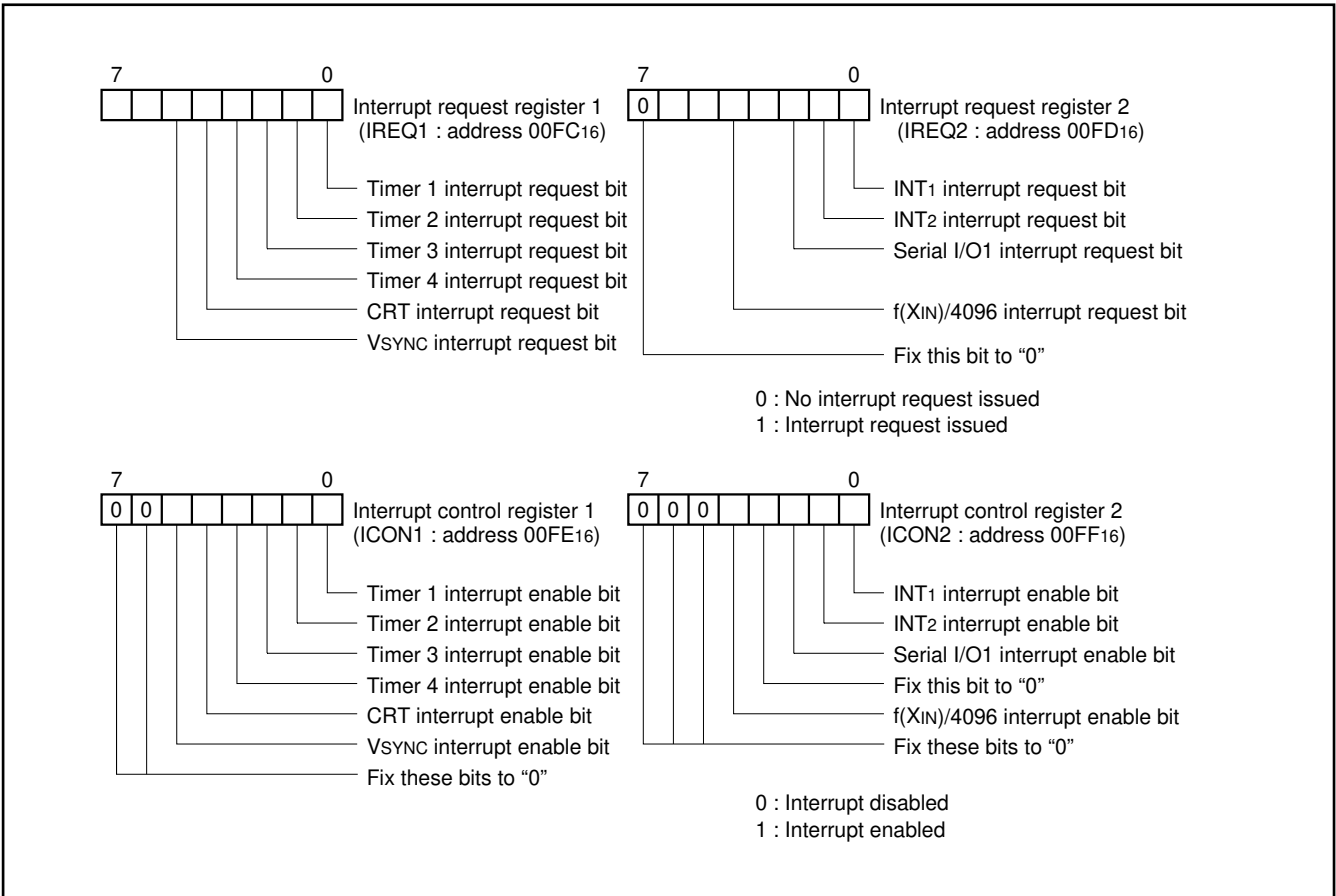 7 0
Interrupt request register 1
(IREQ1 : address 00FC16)
Timer 1 interrupt request bit
Timer 2 interrupt request bit
Timer 3 interrupt request bit
Timer 4 interrupt request bit
CRT interrupt request bit
VSYNC interrupt request bit
7 0
0 Interrupt request register 2
(IREQ2 : address 00FD16)
INT1 interrupt request bit
INT2 interrupt request bit
Serial I/O1 interrupt request bit
f(XIN)/4096 interrupt request bit
Fix this bit to “0”
0 : No interrupt request issued
1 : Interrupt request issued
7 0
0 0 Interrupt control register 1
(ICON1 : address 00FE16)
Timer 1 interrupt enable bit
Timer 2 interrupt enable bit
Timer 3 interrupt enable bit
Timer 4 interrupt enable bit
CRT interrupt enable bit
VSYNC interrupt enable bit
Fix these bits to “0”
7 0
0 0 0 Interrupt control register 2
(ICON2 : address 00FF16)
INT1 interrupt enable bit
INT2 interrupt enable bit
Serial I/O1 interrupt enable bit
Fix this bit to “0”
f(XIN)/4096 interrupt enable bit
Fix these bits to “0”
0 : Interrupt disabled
1 : Interrupt enabled